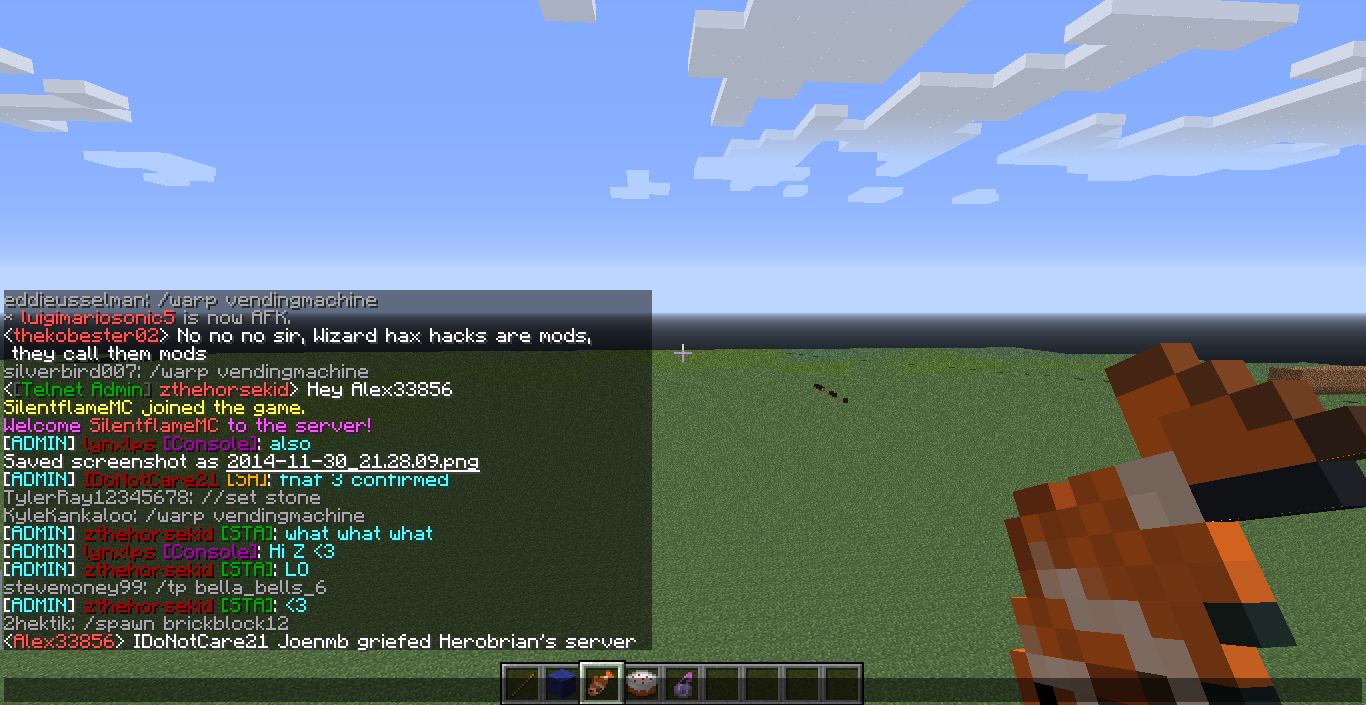 eddieusselman: /warp vendingmachine
* luigimariosonic5 is now AFK.
<thekobester02> No no no sir, Wizard hax hacks are mods,
they call them mods
silverbird007: /warp vendingmachine
<[Telnet Admin] zthehorsekid> Hey Alex33856
SilentflameMC joined the game.
Welcome SilentflameMC to the server!
[ADMIN] lynxlps [Console]: also
Saved screenshot as 2014-11-30_21.28.09.png
[ADMIN] IDoNotCare21 [SA]: fnaf 3 confirmed
TylerRay12345678: //set stone
KyleKankaloo: /warp vendingmachine
[ADMIN] zthehorsekid [STA]: what what what
[ADMIN] lynxlps [Console]: Hi Z <3
[ADMIN] zthehorsekid [STA]: LO
stevemoney99: /tp bella_bells_6
[ADMIN] zthehorsekid [STA]: <3
2hektik: /spawn brickblock12
<Alex33856> IDoNotCare21 Joenmb griefed Herobrian's server